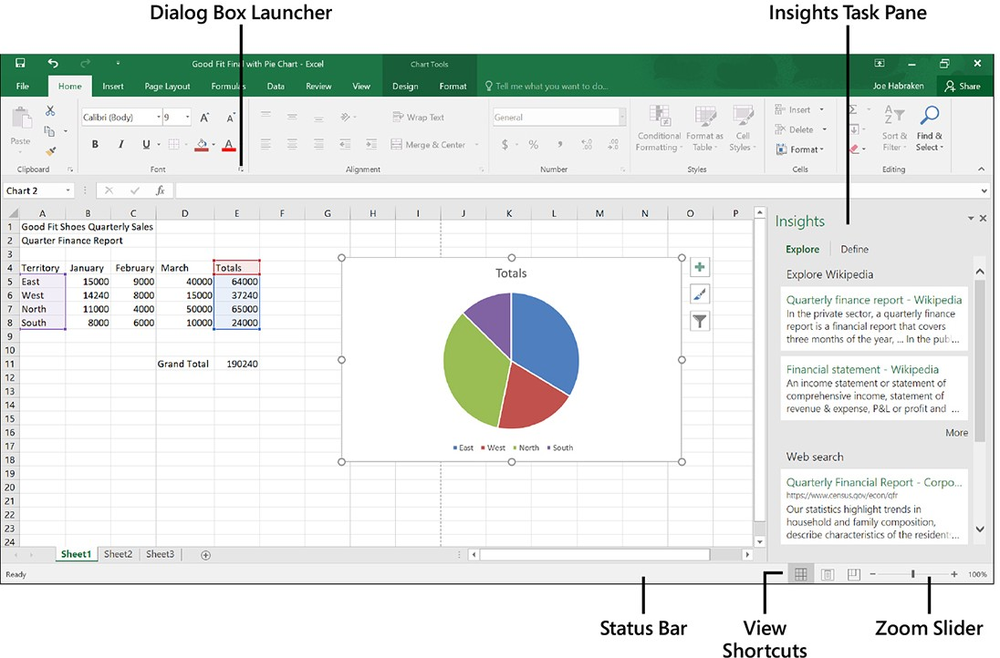 Dialog Box Launcher
Insights Task Pane
Good Fit Final with Pie Chart - Excel
Chart Tools
File Home Insert Page Layout Formulas Data Review View Design Format Tell me what you want to do... Joe Habraken Share
Calibri (Body) 9 A A
Wrap Text
General
Insert
Paste
B I U A
Merge & Center
$ % ,
Conditional Formatting
Format as Table
Cell Styles
Delete
Format
Sort & Filter
Find & Select
Clipboard Font Alignment Number Styles Cells Editing
Chart 2 fx
A B C D E F G H I J K L M N O P
1 Good Fit Shoes Quarterly Sales
2 Quarter Finance Report
3
4 Territory January February March Totals
5 East 15000 9000 40000 64000
6 West 14240 8000 15000 37240
7 North 11000 4000 50000 65000
8 South 8000 6000 10000 24000
9
10
11 Grand Total 190240
12
13
14
15
16
17
18
19
20
21
22
23
24
Totals
East West North South
Insights
Explore Define
Explore Wikipedia
Quarterly finance report - Wikipedia
In the private sector, a quarterly finance
report is a financial report that covers
three months of the year, ... In the pub...
Financial statement - Wikipedia
An income statement or statement of
comprehensive income, statement of
revenue & expense, P&L or profit and ...
More
Web search
Quarterly Financial Report - Corpo...
https://www.census.gov/econ/qfr
Our statistics highlight trends in
household and family composition,
describe characteristics of the resident...
Sheet1 Sheet2 Sheet3
Ready
100%
Status Bar
View
Shortcuts
Zoom Slider